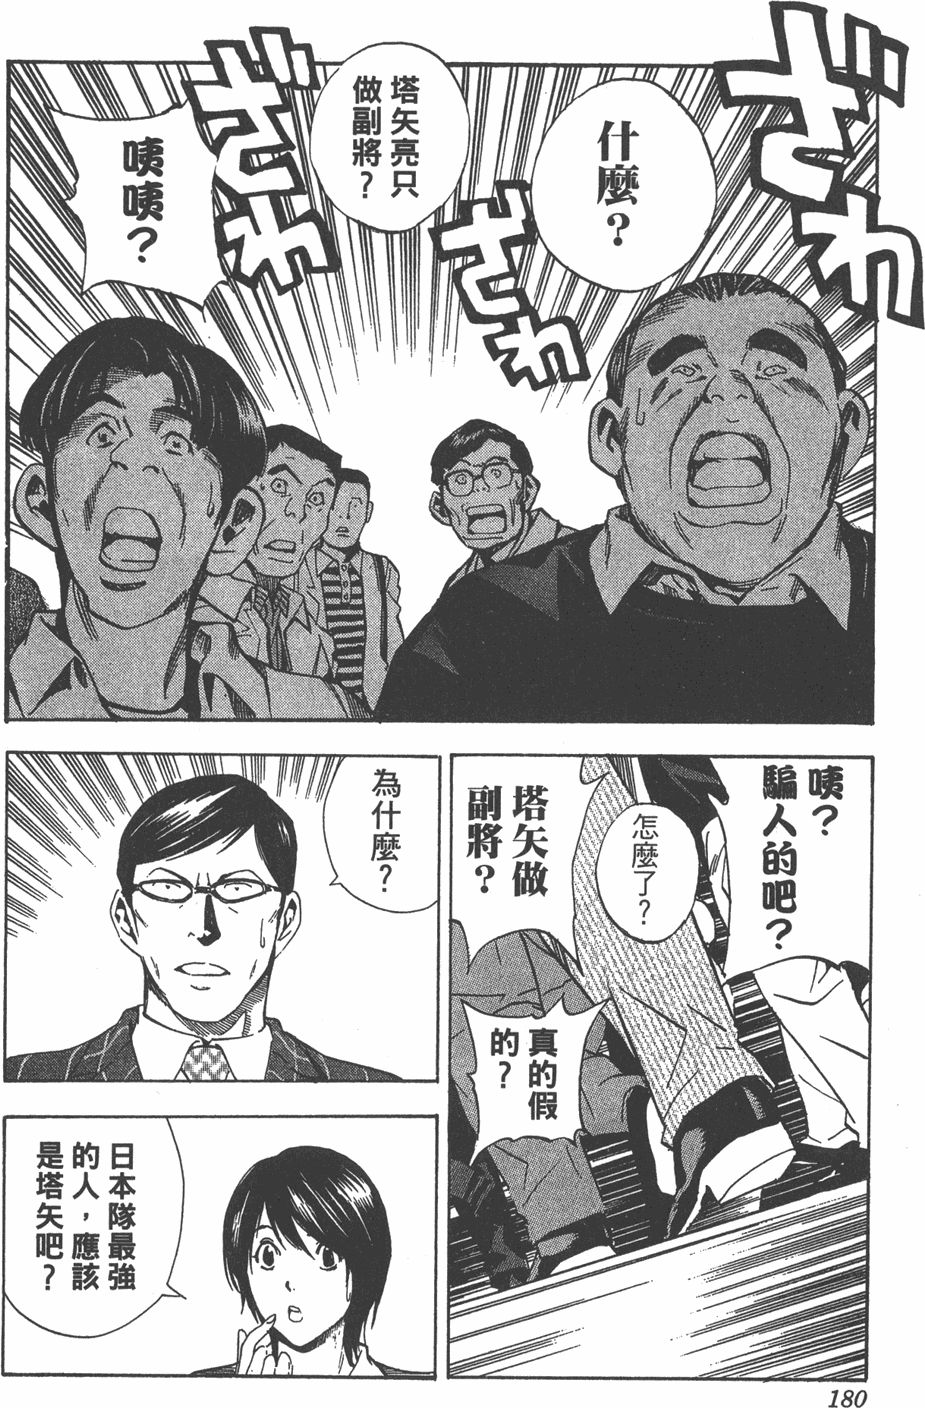 ざわ
什麼？
ざわ
塔矢亮只
做副將？
ざわ
咦咦？
咦？
騙人的吧？
怎麼了？
塔矢做
副將？
真的假
的？
為什麼？
日本隊最強
的人，應該
是塔矢吧？
180